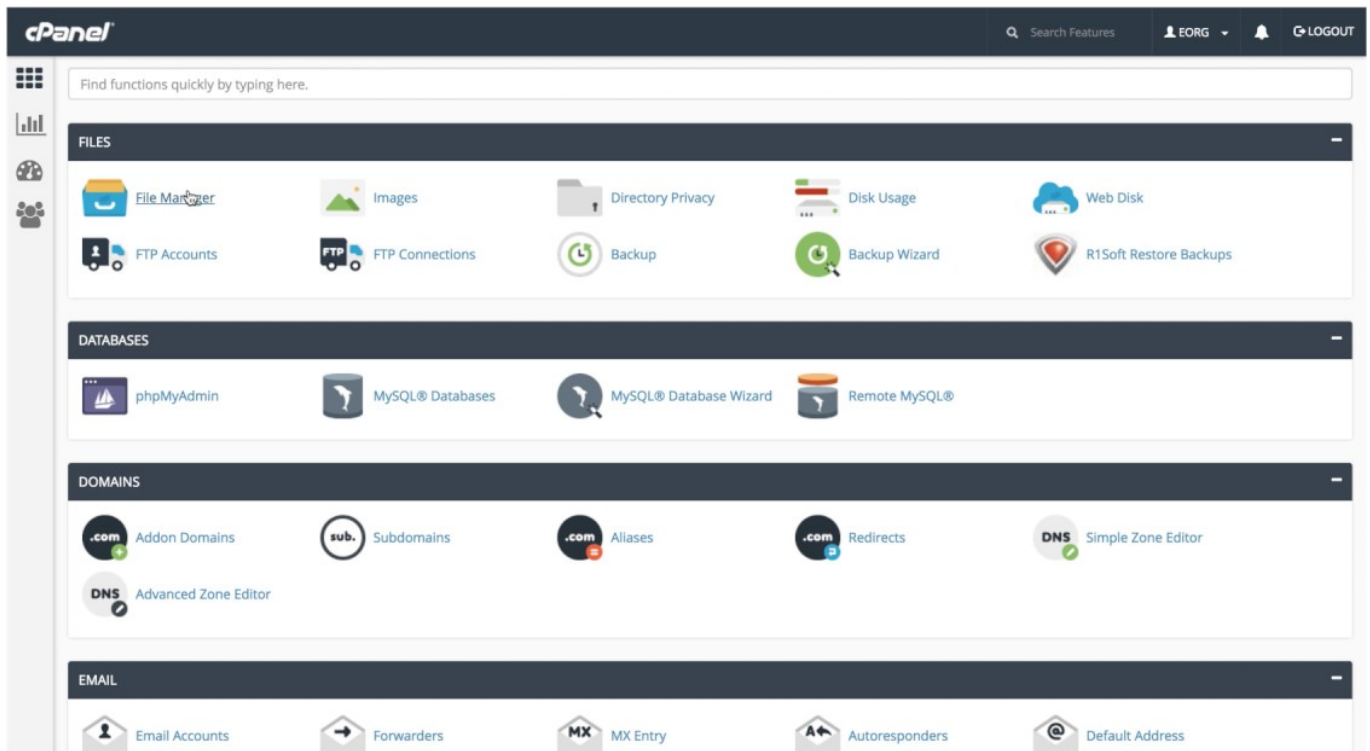 cPanel
Search Features
EORG
LOGOUT
Find functions quickly by typing here.
FILES
File Manager
Images
Directory Privacy
Disk Usage
Web Disk
FTP Accounts
FTP
FTP Connections
Backup
Backup Wizard
R1Soft Restore Backups
DATABASES
phpMyAdmin
MySQL® Databases
MySQL® Database Wizard
Remote MySQL®
DOMAINS
.com
Addon Domains
sub.
Subdomains
.com
Aliases
.com
Redirects
DNS
Simple Zone Editor
DNS
Advanced Zone Editor
EMAIL
Email Accounts
Forwarders
MX
MX Entry
A
Autoresponders
@
Default Address